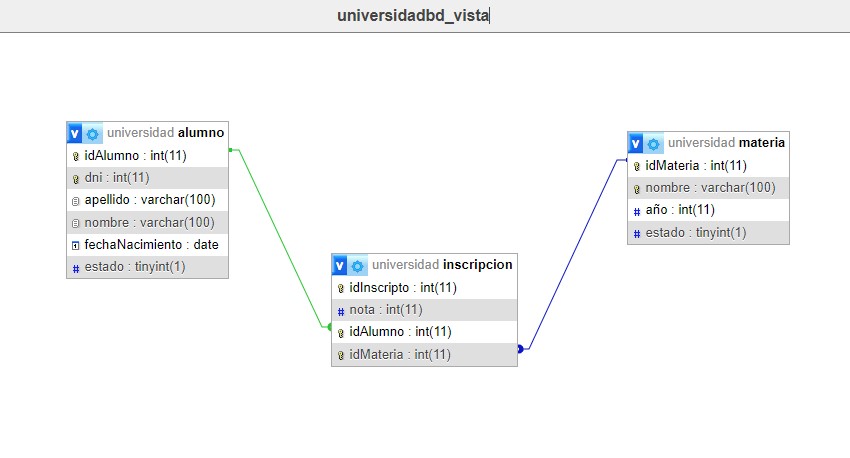 universidadbd_vista
universidad alumno
idAlumno : int(11)
dni : int(11)
apellido : varchar(100)
nombre : varchar(100)
fechaNacimiento : date
estado : tinyint(1)
universidad materia
idMateria : int(11)
nombre : varchar(100)
año : int(11)
estado : tinyint(1)
universidad inscripcion
idInscripto : int(11)
nota : int(11)
idAlumno : int(11)
idMateria : int(11)